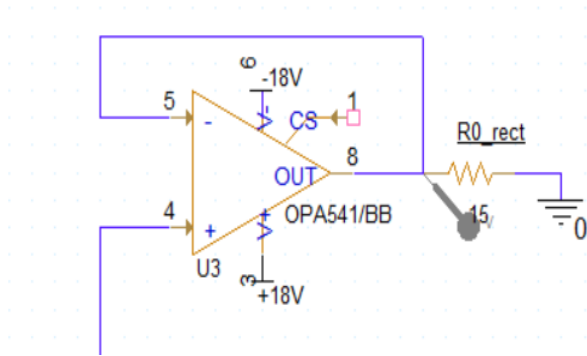 6
-18V
5
1
-
V-
CS
R0_rect
8
OUT
4
OPA541/BB
15
V
+
+
V
U3
3
+18V
0